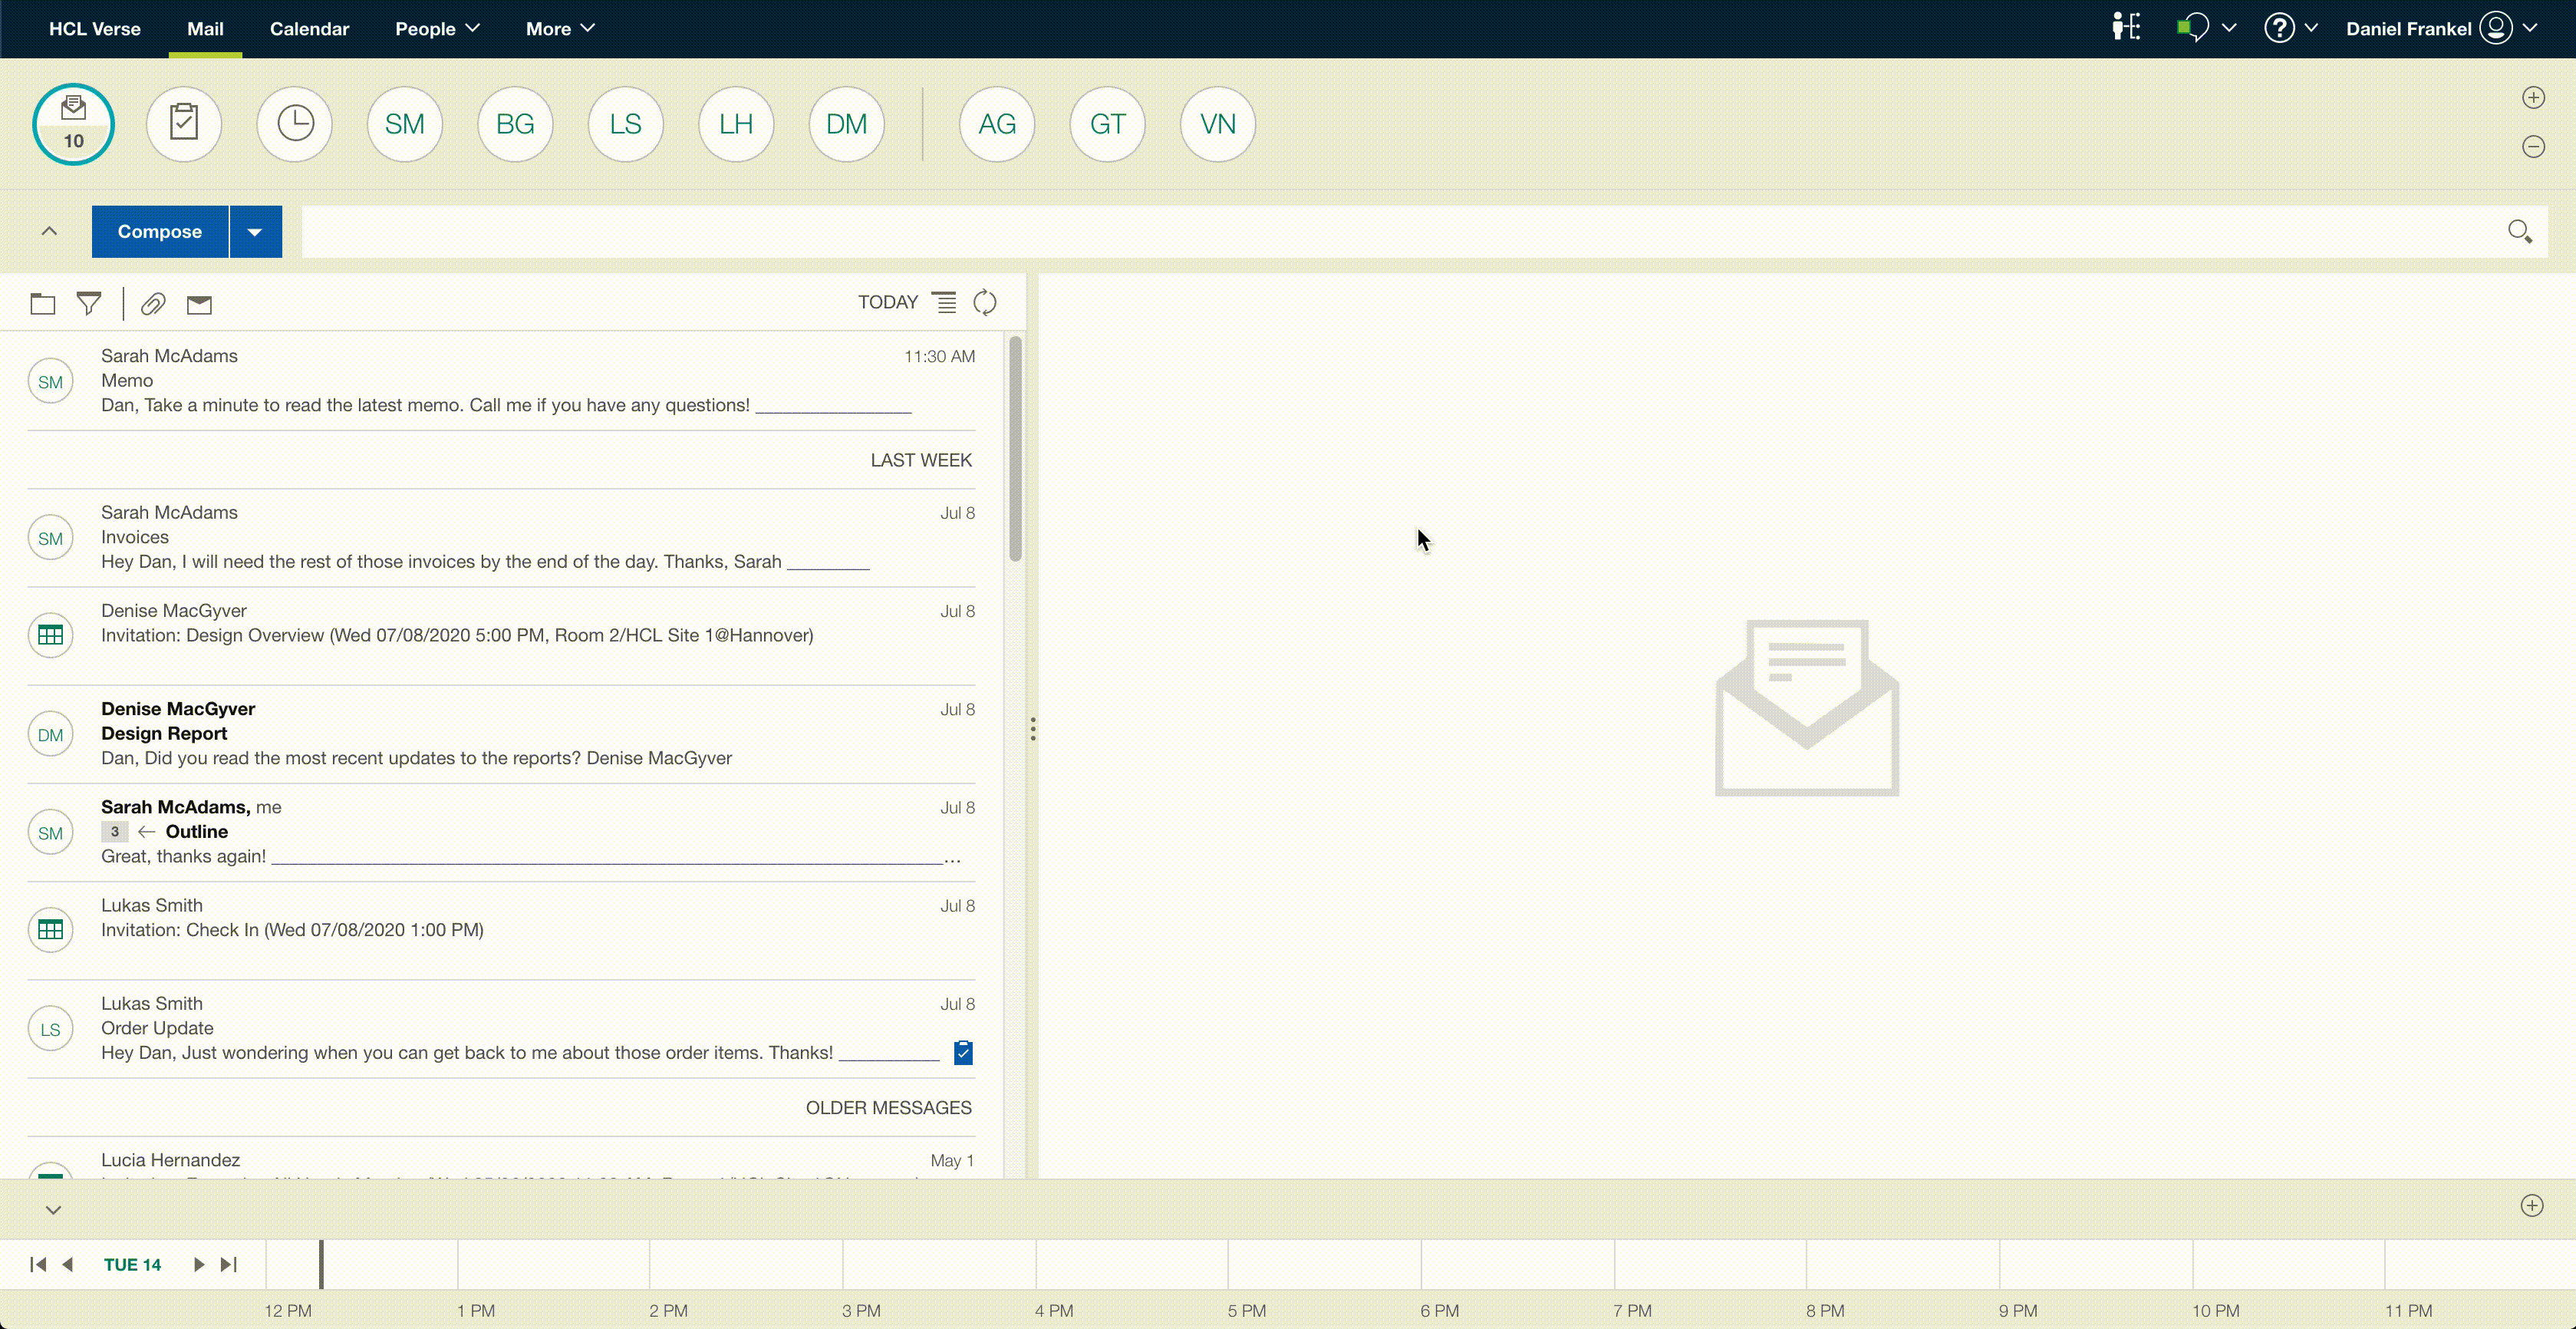 HCL Verse Mail Calendar People More Daniel Frankel
10 SM BG LS LH DM AG GT VN
Compose
TODAY
SM Sarah McAdams 11:30 AM
Memo
Dan, Take a minute to read the latest memo. Call me if you have any questions! _______________
LAST WEEK
SM Sarah McAdams Jul 8
Invoices
Hey Dan, I will need the rest of those invoices by the end of the day. Thanks, Sarah ________
Denise MacGyver Jul 8
Invitation: Design Overview (Wed 07/08/2020 5:00 PM, Room 2/HCL Site 1@Hannover)
DM Denise MacGyver Jul 8
Design Report
Dan, Did you read the most recent updates to the reports? Denise MacGyver
SM Sarah McAdams, me Jul 8
3 ← Outline
Great, thanks again! _________________________________________________________________...
Lukas Smith Jul 8
Invitation: Check In (Wed 07/08/2020 1:00 PM)
LS Lukas Smith Jul 8
Order Update
Hey Dan, Just wondering when you can get back to me about those order items. Thanks! __________
OLDER MESSAGES
Lucia Hernandez May 1
TUE 14
12 PM 1 PM 2 PM 3 PM 4 PM 5 PM 6 PM 7 PM 8 PM 9 PM 10 PM 11 PM